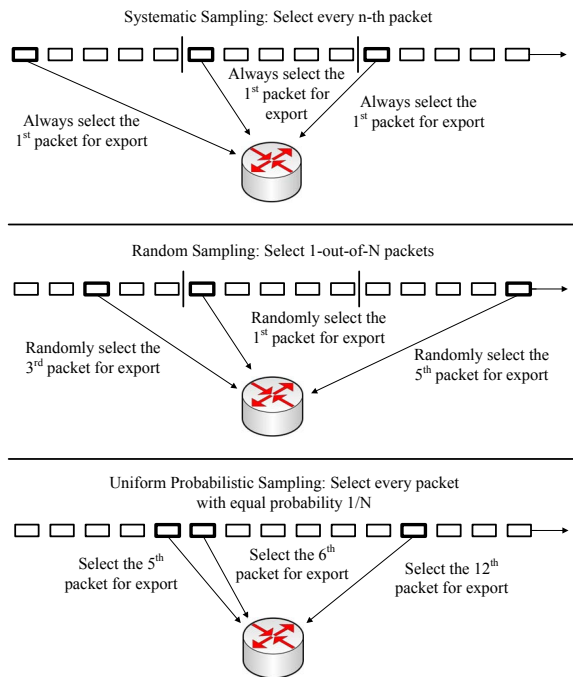 Systematic Sampling: Select every n-th packet
Always select the
1st packet for export
Always select the
1st packet for
export
Always select the
1st packet for export
Random Sampling: Select 1-out-of-N packets
Randomly select the
3rd packet for export
Randomly select the
1st packet for export
Randomly select the
5th packet for export
Uniform Probabilistic Sampling: Select every packet
with equal probability 1/N
Select the 5th
packet for export
Select the 6th
packet for export
Select the 12th
packet for export